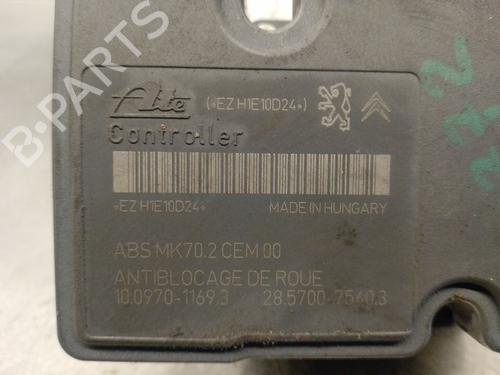 B-PARTS
Ate
(*EZ H1E10D24*)
Controller
*EZ H1E10D24*
MADE IN HUNGARY
ABS MK70.2 CEM 00
ANTIBLOCAGE DE ROUE
10.0970-1169.3 28.5700-7540.3